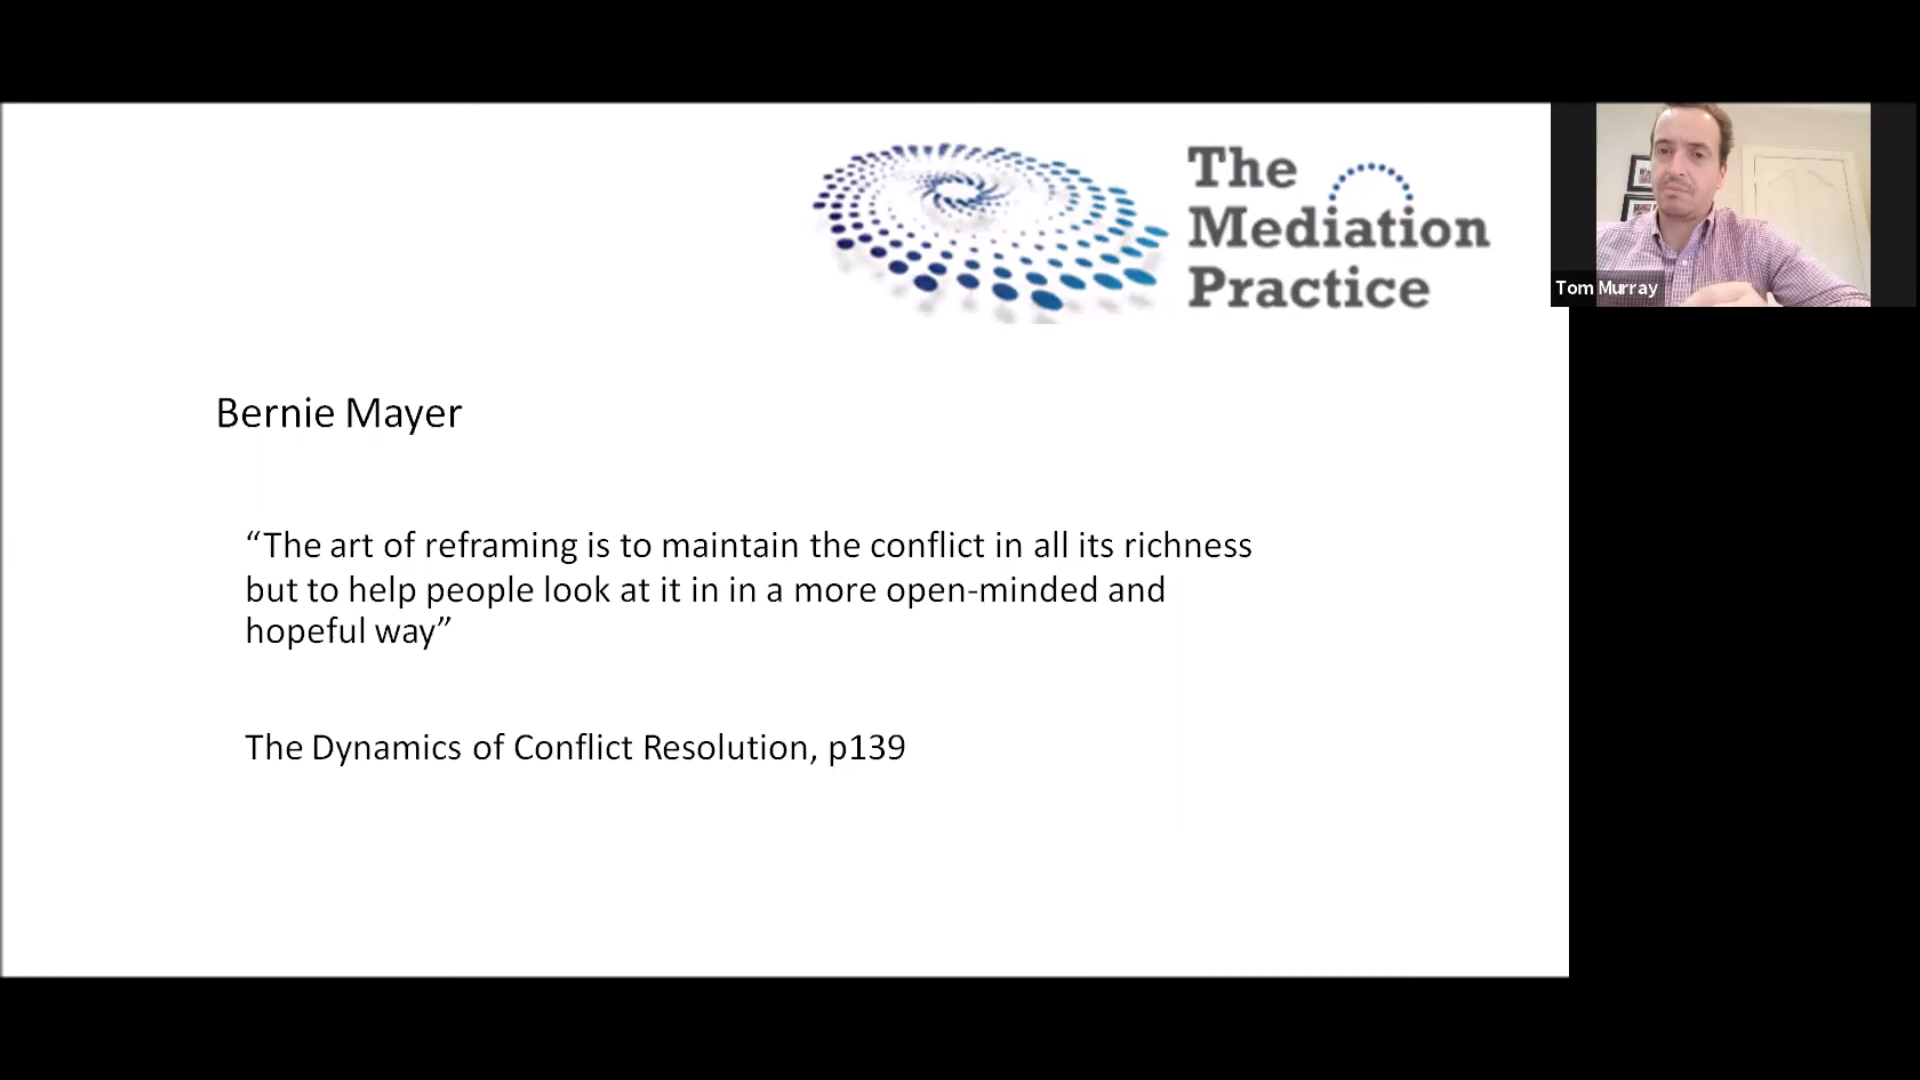 The
Mediation
Practice
Tom Murray
Bernie Mayer
“The art of reframing is to maintain the conflict in all its richness
but to help people look at it in in a more open-minded and
hopeful way”
The Dynamics of Conflict Resolution, p139